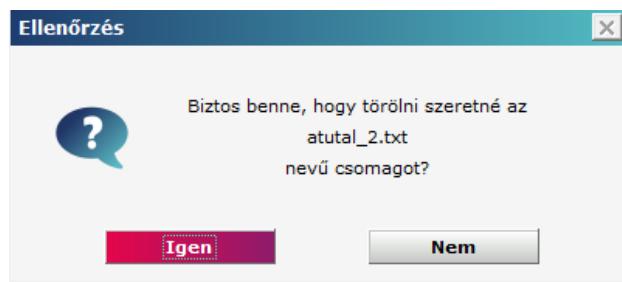 Ellenőrzés
Biztos benne, hogy törölni szeretné az
atutal_2.txt
nevű csomagot?
Igen
Nem